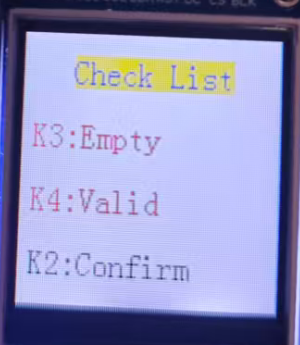 Check List
K3:Empty
K4:Valid
K2:Confirm